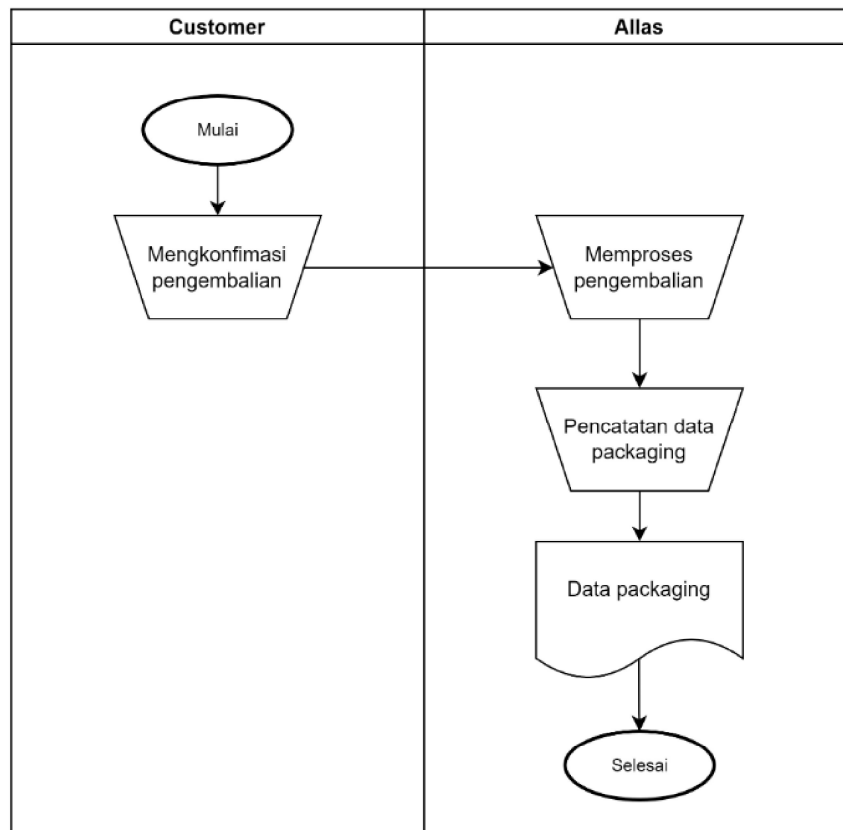 Customer
Allas
Mulai
Mengkonfimasi
pengembalian
Memproses
pengembalian
Pencatatan data
packaging
Data packaging
Selesai